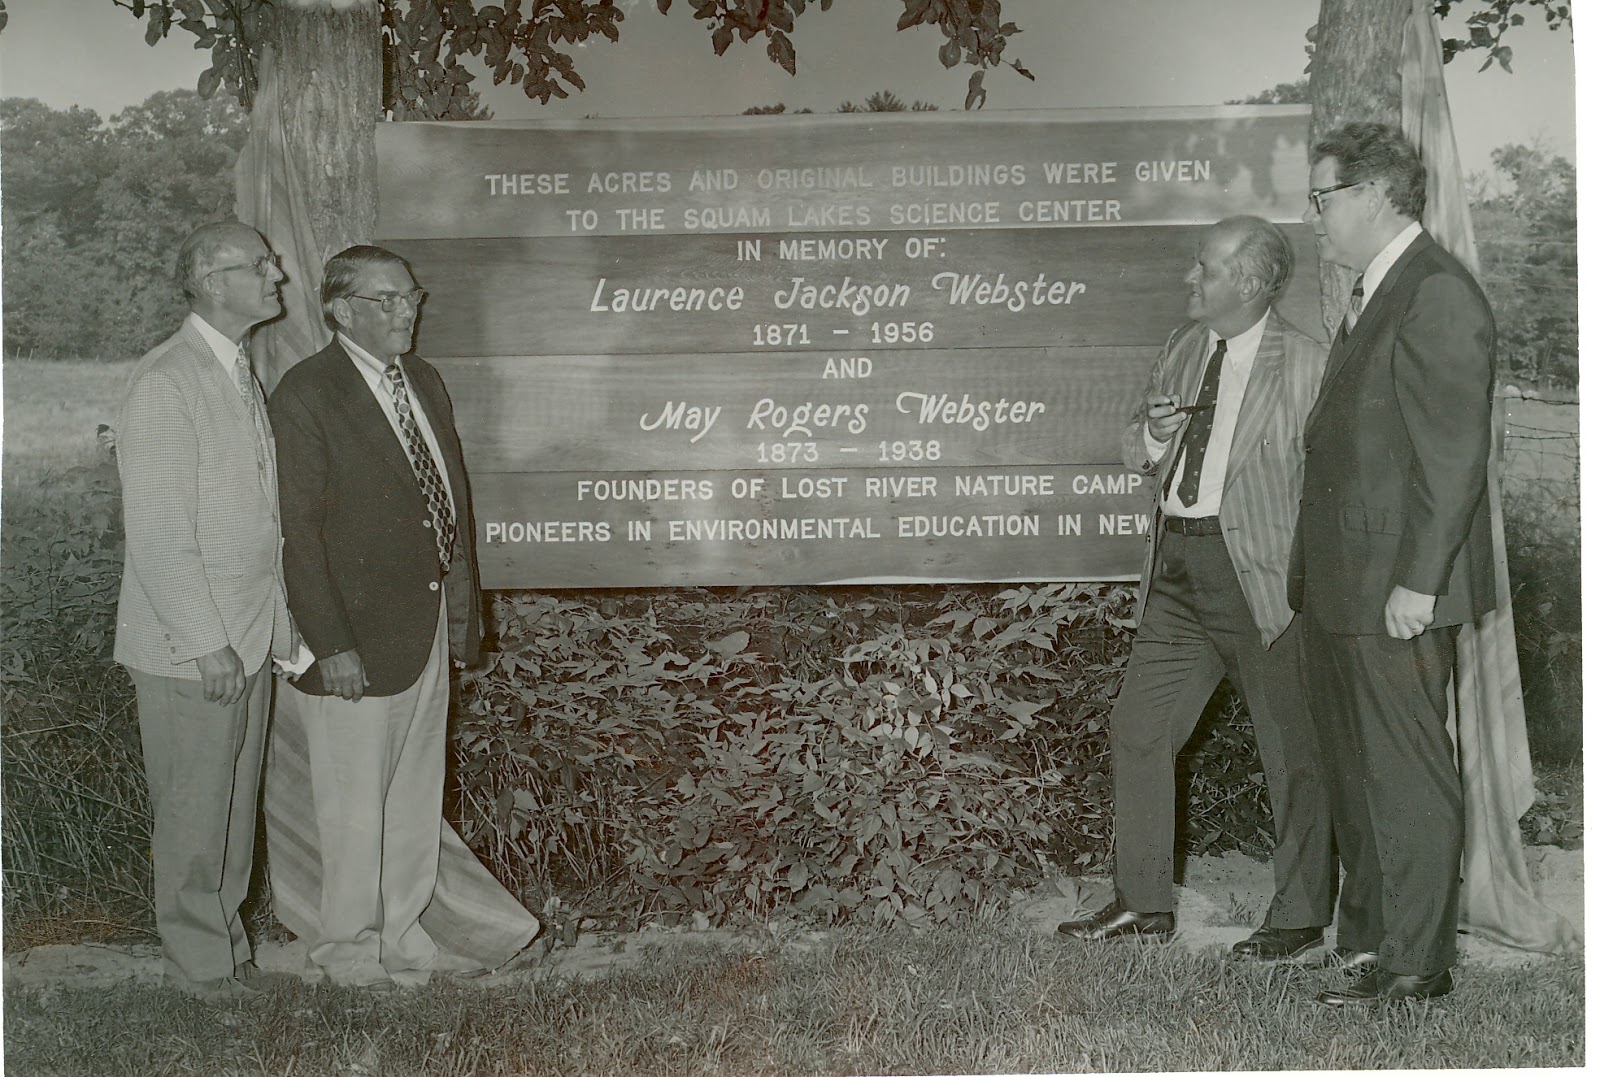 THESE ACRES AND ORIGINAL BUILDINGS WERE GIVEN
TO THE SQUAM LAKES SCIENCE CENTER
IN MEMORY OF:
Laurence Jackson Webster
1871 - 1956
AND
May Rogers Webster
1873 - 1938
FOUNDERS OF LOST RIVER NATURE CAMP
PIONEERS IN ENVIRONMENTAL EDUCATION IN NEW